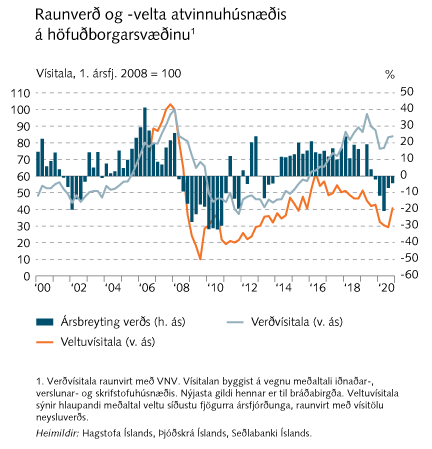 Raunverð og -velta atvinnuhúsnæðis
á höfuðborgarsvæðinu¹
Vísitala, 1. ársfj. 2008 = 100 %
110 50
100 40
90 30
80 20
70 10
60 0
50 -10
40 -20
30 -30
20 -40
10 -50
0 -60
'00 '02 '04 '06 '08 '10 '12 '14 '16 '18 '20
Ársbreyting verðs (h. ás) Verðvísitala (v. ás)
Veltuvísitala (v. ás)
1. Verðvísitala raunvirt með VNV. Vísitalan byggist á vegnu meðaltali iðnaðar-,
verslunar- og skrifstofuhúsnæðis. Nýjasta gildi hennar er til bráðabirgða. Veltuvísitala
sýnir hlaupandi meðaltal veltu síðustu fjögurra ársfjórðunga, raunvirt með vísitölu
neysluverðs.
Heimildir: Hagstofa Íslands, Þjóðskrá Íslands, Seðlabanki Íslands.